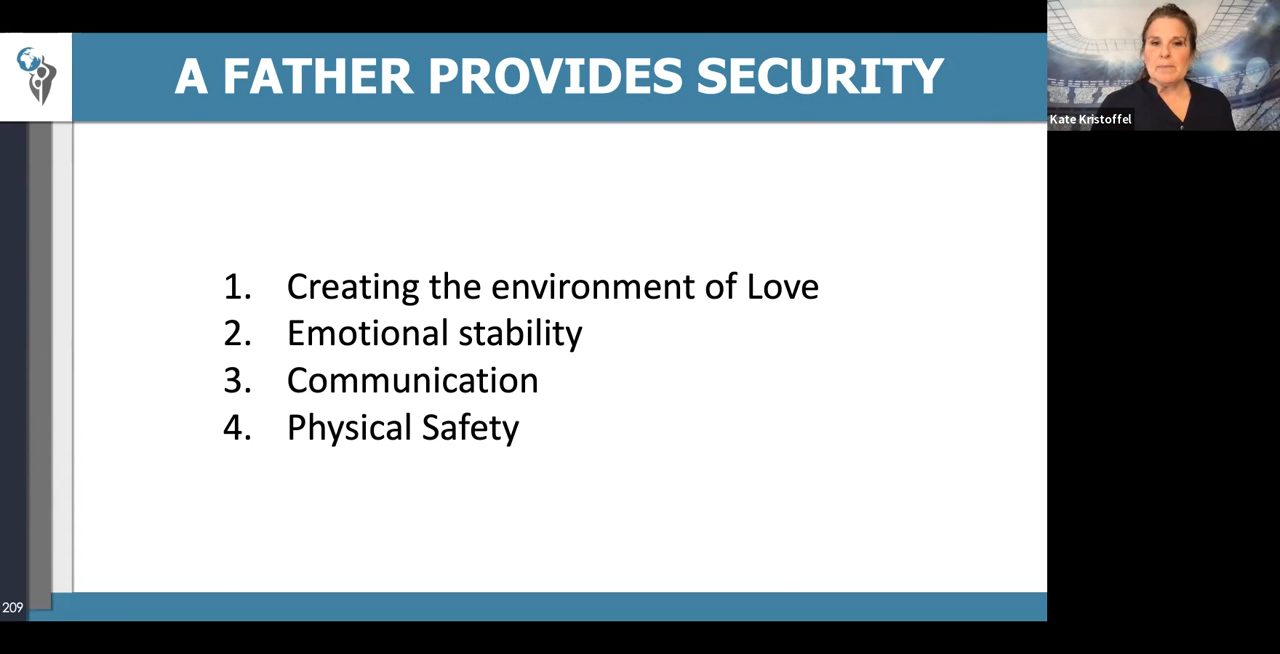 A FATHER PROVIDES SECURITY
Kate Kristoffel
1. Creating the environment of Love
2. Emotional stability
3. Communication
4. Physical Safety
209